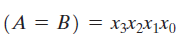 (A = B) = x₃x₂x₁x₀